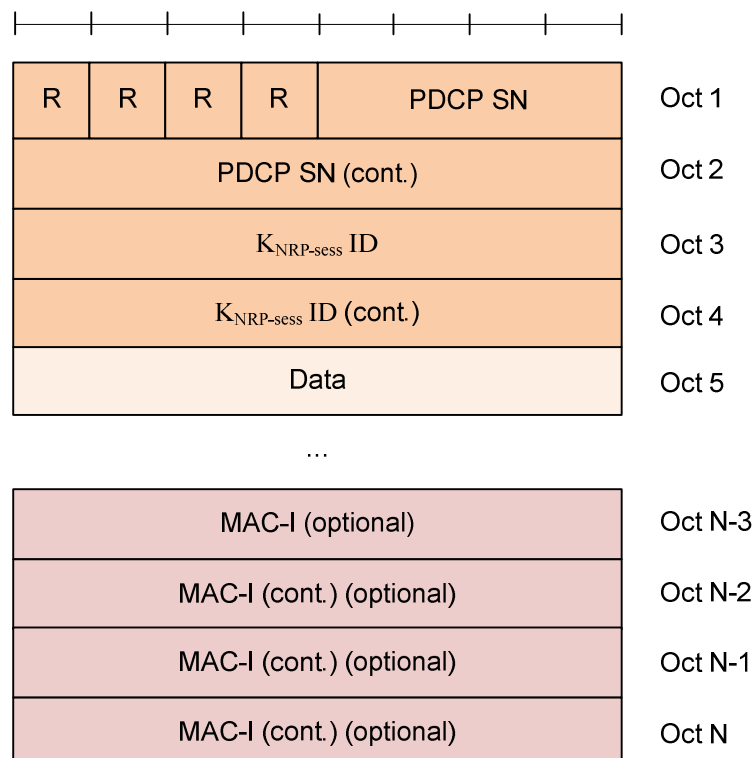 R R R R PDCP SN Oct 1
PDCP SN (cont.) Oct 2
K_NRP-sess ID Oct 3
K_NRP-sess ID (cont.) Oct 4
Data Oct 5
...
MAC-I (optional) Oct N-3
MAC-I (cont.) (optional) Oct N-2
MAC-I (cont.) (optional) Oct N-1
MAC-I (cont.) (optional) Oct N